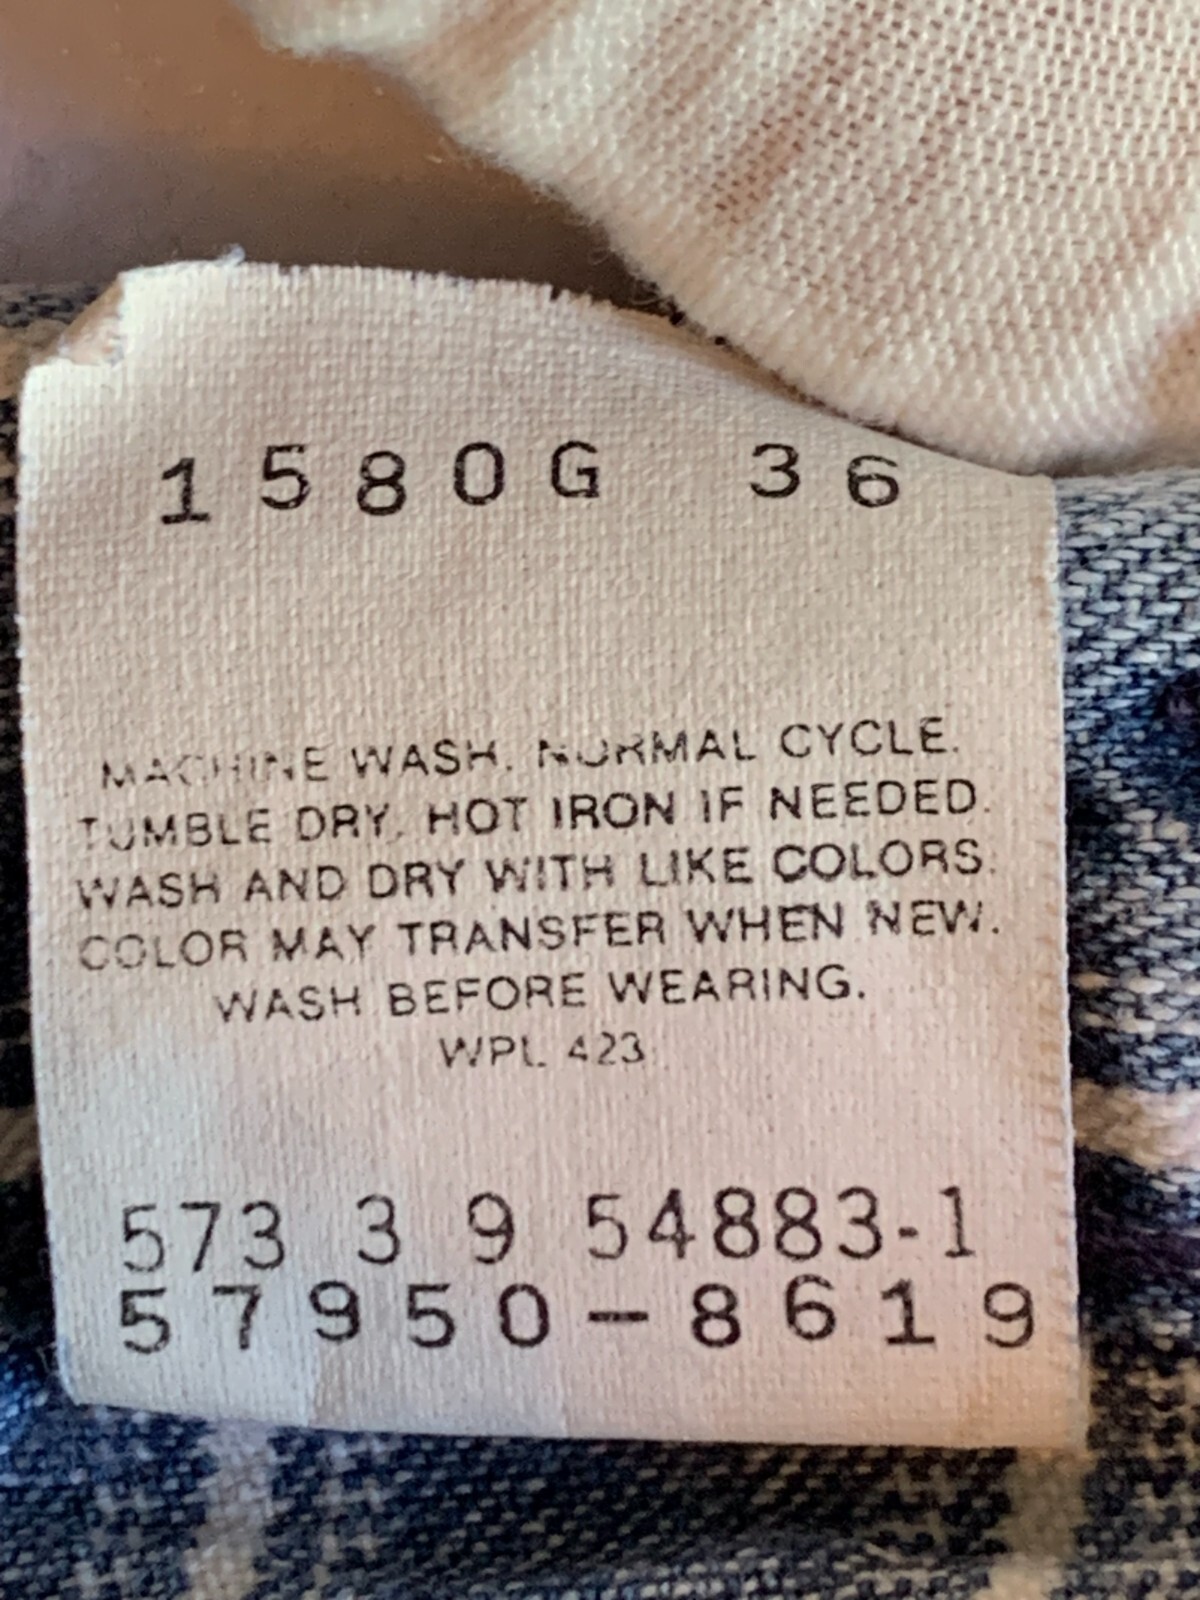 1580G 36
MACHINE WASH. NORMAL CYCLE.
TUMBLE DRY. HOT IRON IF NEEDED.
WASH AND DRY WITH LIKE COLORS.
COLOR MAY TRANSFER WHEN NEW.
WASH BEFORE WEARING.
WPL 423
573 3 9 54883-1
57950-8619